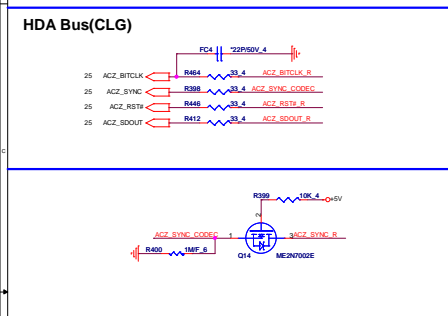 HDA Bus(CLG)
FC4 *22P/50V_4
25 ACZ_BITCLK R464 33_4 ACZ_BITCLK_R
25 ACZ_SYNC R398 33_4 ACZ_SYNC_CODEC
25 ACZ_RST# R446 33_4 ACZ_RST#_R
25 ACZ_SDOUT R412 33_4 ACZ_SDOUT_R
C
R399 10K_4 +5V
2
ACZ_SYNC_CODEC 1 3 ACZ_SYNC_R
R400 1M/F_6 Q14 ME2N7002E